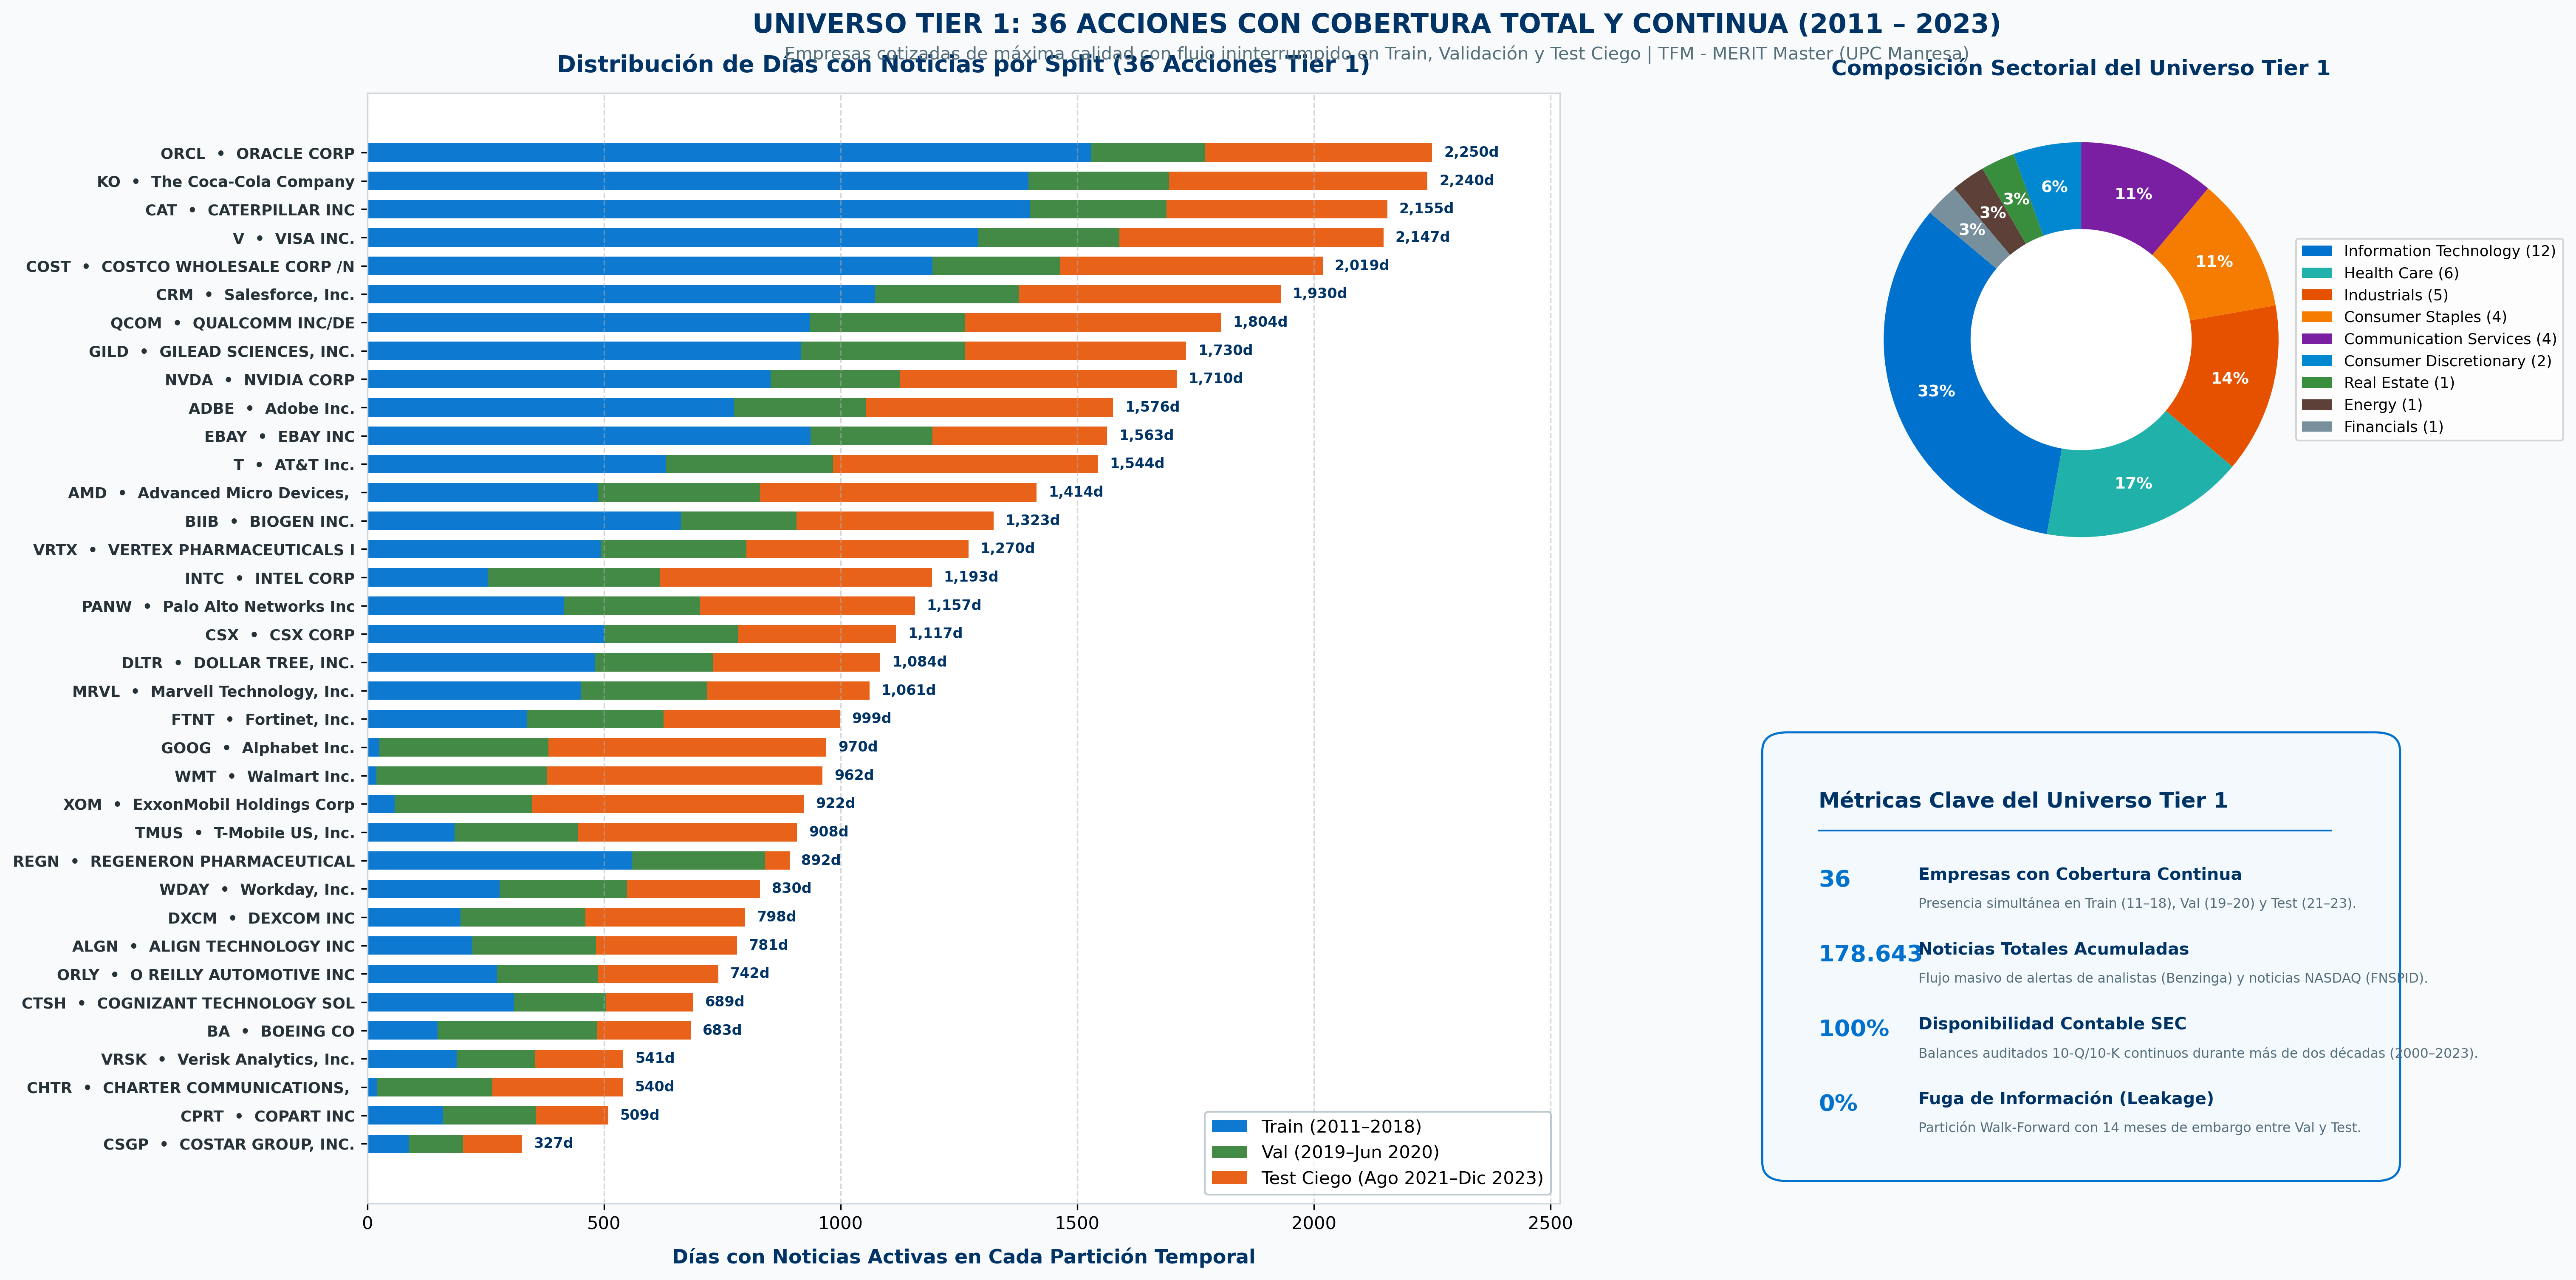 UNIVERSO TIER 1: 36 ACCIONES CON COBERTURA TOTAL Y CONTINUA (2011 – 2023)
Empresas cotizadas de máxima calidad con flujo ininterrumpido en Train, Validación y Test Ciego | TFM - MERIT Master (UPC Manresa)
Distribución de Días con Noticias por Split (36 Acciones Tier 1)
ORCL • ORACLE CORP 2,250d
KO • The Coca-Cola Company 2,240d
CAT • CATERPILLAR INC 2,155d
V • VISA INC. 2,147d
COST • COSTCO WHOLESALE CORP /N 2,019d
CRM • Salesforce, Inc. 1,930d
QCOM • QUALCOMM INC/DE 1,804d
GILD • GILEAD SCIENCES, INC. 1,730d
NVDA • NVIDIA CORP 1,710d
ADBE • Adobe Inc. 1,576d
EBAY • EBAY INC 1,563d
T • AT&T Inc. 1,544d
AMD • Advanced Micro Devices, 1,414d
BIIB • BIOGEN INC. 1,323d
VRTX • VERTEX PHARMACEUTICALS I 1,270d
INTC • INTEL CORP 1,193d
PANW • Palo Alto Networks Inc 1,157d
CSX • CSX CORP 1,117d
DLTR • DOLLAR TREE, INC. 1,084d
MRVL • Marvell Technology, Inc. 1,061d
FTNT • Fortinet, Inc. 999d
GOOG • Alphabet Inc. 970d
WMT • Walmart Inc. 962d
XOM • ExxonMobil Holdings Corp 922d
TMUS • T-Mobile US, Inc. 908d
REGN • REGENERON PHARMACEUTICAL 892d
WDAY • Workday, Inc. 830d
DXCM • DEXCOM INC 798d
ALGN • ALIGN TECHNOLOGY INC 781d
ORLY • O REILLY AUTOMOTIVE INC 742d
CTSH • COGNIZANT TECHNOLOGY SOL 689d
BA • BOEING CO 683d
VRSK • Verisk Analytics, Inc. 541d
CHTR • CHARTER COMMUNICATIONS, 540d
CPRT • COPART INC 509d
CSGP • COSTAR GROUP, INC. 327d
Train (2011–2018)
Val (2019–Jun 2020)
Test Ciego (Ago 2021–Dic 2023)
0 500 1000 1500 2000 2500
Días con Noticias Activas en Cada Partición Temporal
Composición Sectorial del Universo Tier 1
6%
11%
3%
3%
3%
11%
14%
33%
17%
Information Technology (12)
Health Care (6)
Industrials (5)
Consumer Staples (4)
Communication Services (4)
Consumer Discretionary (2)
Real Estate (1)
Energy (1)
Financials (1)
Métricas Clave del Universo Tier 1
36 Empresas con Cobertura Continua
Presencia simultánea en Train (11–18), Val (19–20) y Test (21–23).
178.643 Noticias Totales Acumuladas
Flujo masivo de alertas de analistas (Benzinga) y noticias NASDAQ (FNSPID).
100% Disponibilidad Contable SEC
Balances auditados 10-Q/10-K continuos durante más de dos décadas (2000–2023).
0% Fuga de Información (Leakage)
Partición Walk-Forward con 14 meses de embargo entre Val y Test.